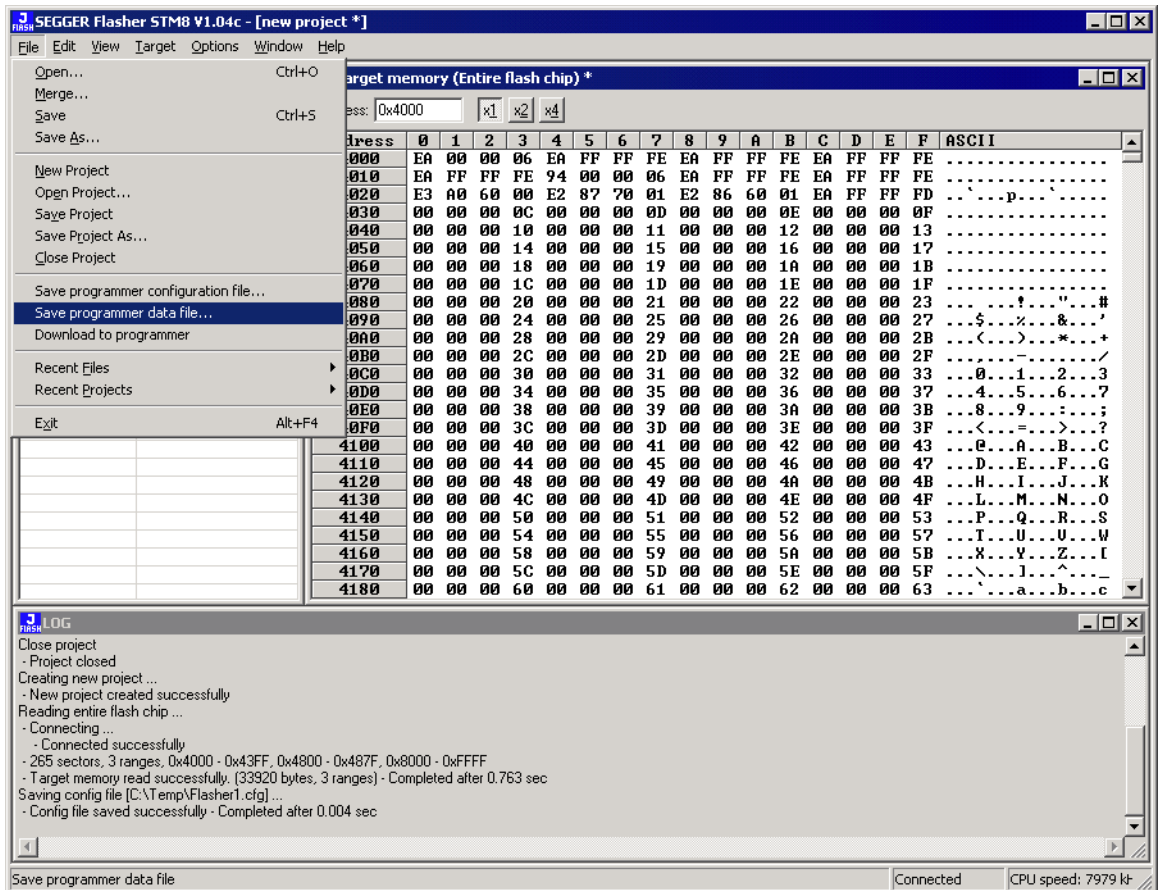 SEGGER Flasher STM8 V1.04c - [new project *]
File Edit View Target Options Window Help
Open... Ctrl+O
Merge...
Save Ctrl+S
Save As...
New Project
Open Project...
Save Project
Save Project As...
Close Project
Save programmer configuration file...
Save programmer data file...
Download to programmer
Recent Files
Recent Projects
Exit Alt+F4
arget memory (Entire flash chip) *
ess: 0x4000 x1 x2 x4
dress 0 1 2 3 4 5 6 7 8 9 A B C D E F ASCII
000 EA 00 00 06 EA FF FF FE EA FF FF FE EA FF FF FE ................
010 EA FF FF FE 94 00 00 06 EA FF FF FE EA FF FF FE ................
020 E3 A0 60 00 E2 87 70 01 E2 86 60 01 EA FF FF FD ..`...p...`.....
030 00 00 00 0C 00 00 00 0D 00 00 00 0E 00 00 00 0F ................
040 00 00 00 10 00 00 00 11 00 00 00 12 00 00 00 13 ................
050 00 00 00 14 00 00 00 15 00 00 00 16 00 00 00 17 ................
060 00 00 00 18 00 00 00 19 00 00 00 1A 00 00 00 1B ................
070 00 00 00 1C 00 00 00 1D 00 00 00 1E 00 00 00 1F ................
080 00 00 00 20 00 00 00 21 00 00 00 22 00 00 00 23 ... ...!..."...#
090 00 00 00 24 00 00 00 25 00 00 00 26 00 00 00 27 ...$...%...&...'
0A0 00 00 00 28 00 00 00 29 00 00 00 2A 00 00 00 2B ...(...)...*...+
0B0 00 00 00 2C 00 00 00 2D 00 00 00 2E 00 00 00 2F ...,...-......./
0C0 00 00 00 30 00 00 00 31 00 00 00 32 00 00 00 33 ...0...1...2...3
0D0 00 00 00 34 00 00 00 35 00 00 00 36 00 00 00 37 ...4...5...6...7
0E0 00 00 00 38 00 00 00 39 00 00 00 3A 00 00 00 3B ...8...9...:...;
0F0 00 00 00 3C 00 00 00 3D 00 00 00 3E 00 00 00 3F ...<...=...>...?
4100 00 00 00 40 00 00 00 41 00 00 00 42 00 00 00 43 ...@...A...B...C
4110 00 00 00 44 00 00 00 45 00 00 00 46 00 00 00 47 ...D...E...F...G
4120 00 00 00 48 00 00 00 49 00 00 00 4A 00 00 00 4B ...H...I...J...K
4130 00 00 00 4C 00 00 00 4D 00 00 00 4E 00 00 00 4F ...L...M...N...O
4140 00 00 00 50 00 00 00 51 00 00 00 52 00 00 00 53 ...P...Q...R...S
4150 00 00 00 54 00 00 00 55 00 00 00 56 00 00 00 57 ...T...U...V...W
4160 00 00 00 58 00 00 00 59 00 00 00 5A 00 00 00 5B ...X...Y...Z...[
4170 00 00 00 5C 00 00 00 5D 00 00 00 5E 00 00 00 5F ...\...]...^..._
4180 00 00 00 60 00 00 00 61 00 00 00 62 00 00 00 63 ...`...a...b...c
LOG
Close project
- Project closed
Creating new project ...
- New project created successfully
Reading entire flash chip ...
- Connecting ...
- Connected successfully
- 265 sectors, 3 ranges, 0x4000 - 0x43FF, 0x4800 - 0x487F, 0x8000 - 0xFFFF
- Target memory read successfully. (33920 bytes, 3 ranges) - Completed after 0.763 sec
Saving config file [C:\Temp\Flasher1.cfg] ...
- Config file saved successfully - Completed after 0.004 sec
Save programmer data file Connected CPU speed: 7979 kH